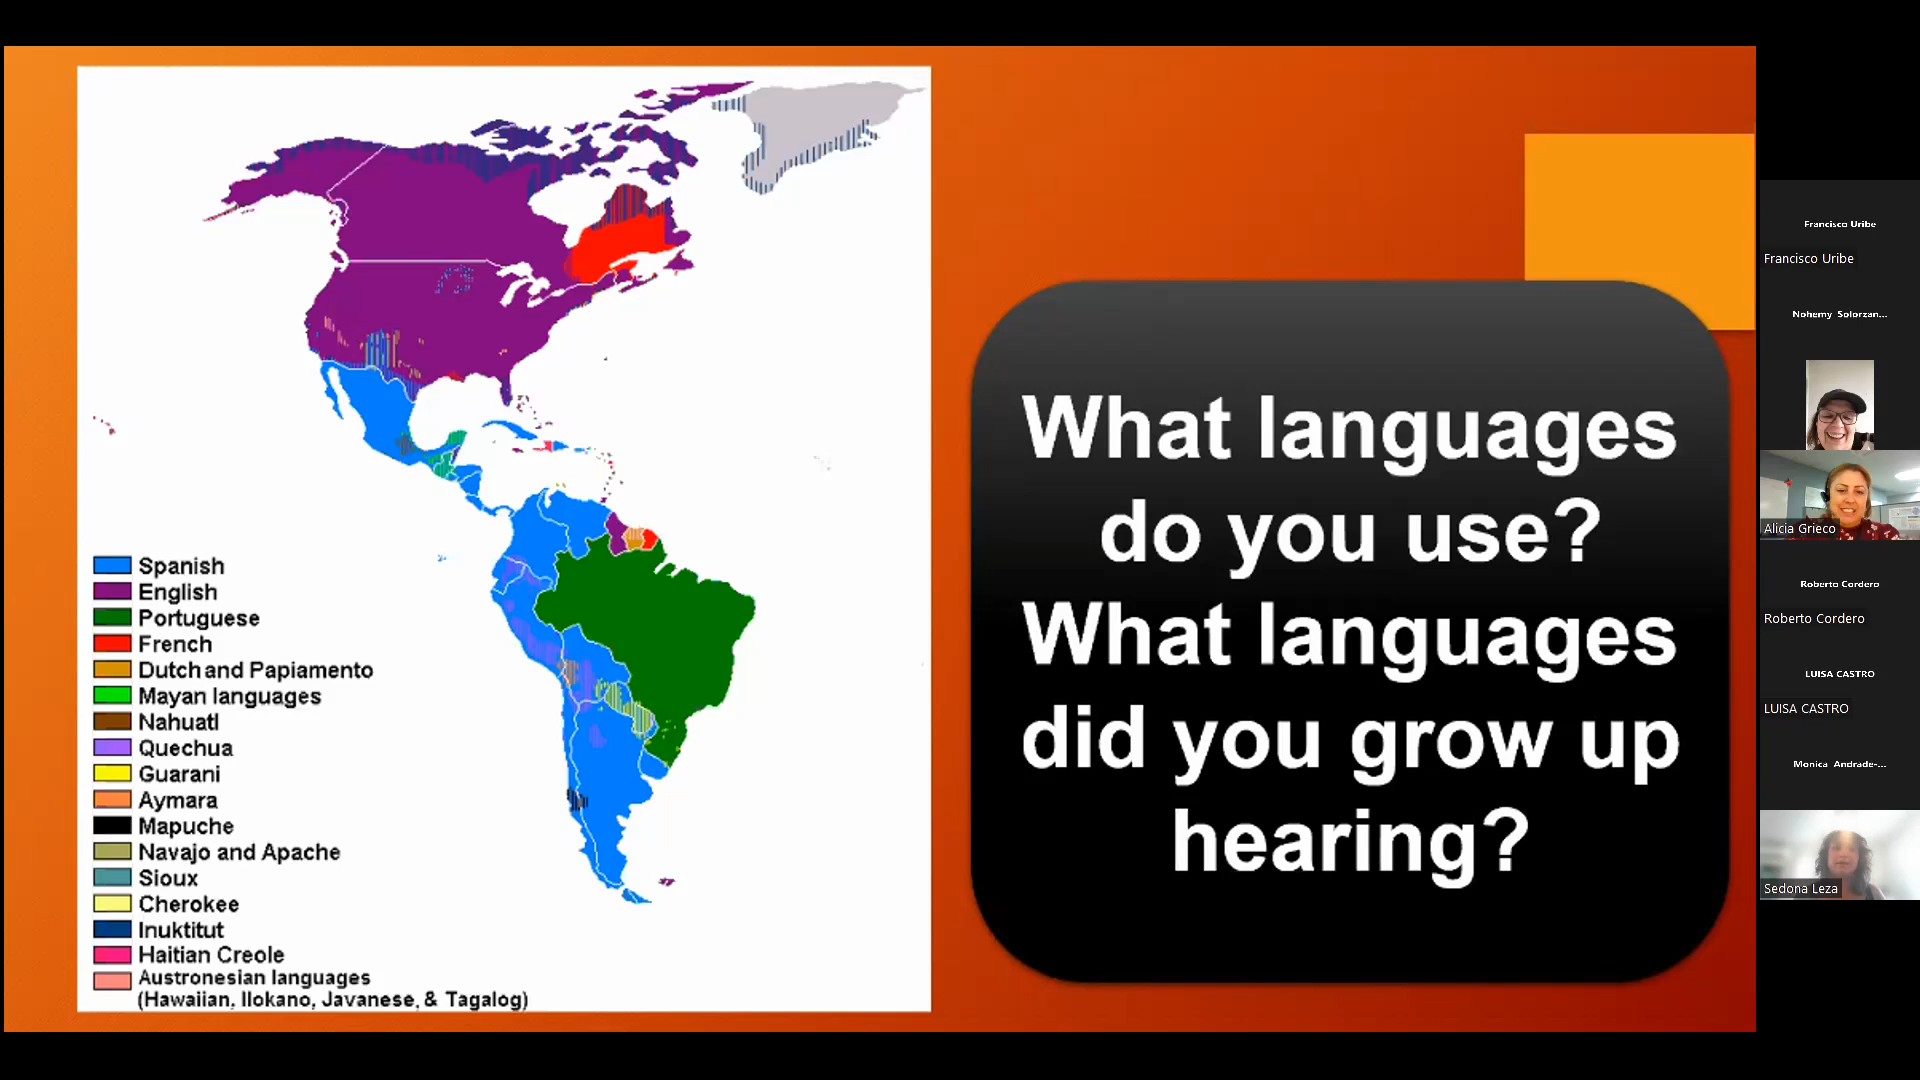 Spanish
English
Portuguese
French
Dutch and Papiamento
Mayan languages
Nahuatl
Quechua
Guarani
Aymara
Mapuche
Navajo and Apache
Sioux
Cherokee
Inuktitut
Haitian Creole
Austronesian languages
(Hawaiian, Ilokano, Javanese, & Tagalog)
What languages
do you use?
What languages
did you grow up
hearing?
Francisco Uribe
Francisco Uribe
Nohemy Solorzan...
Alicia Grieco
Roberto Cordero
Roberto Cordero
LUISA CASTRO
LUISA CASTRO
Monica Andrade-...
Sedona Leza